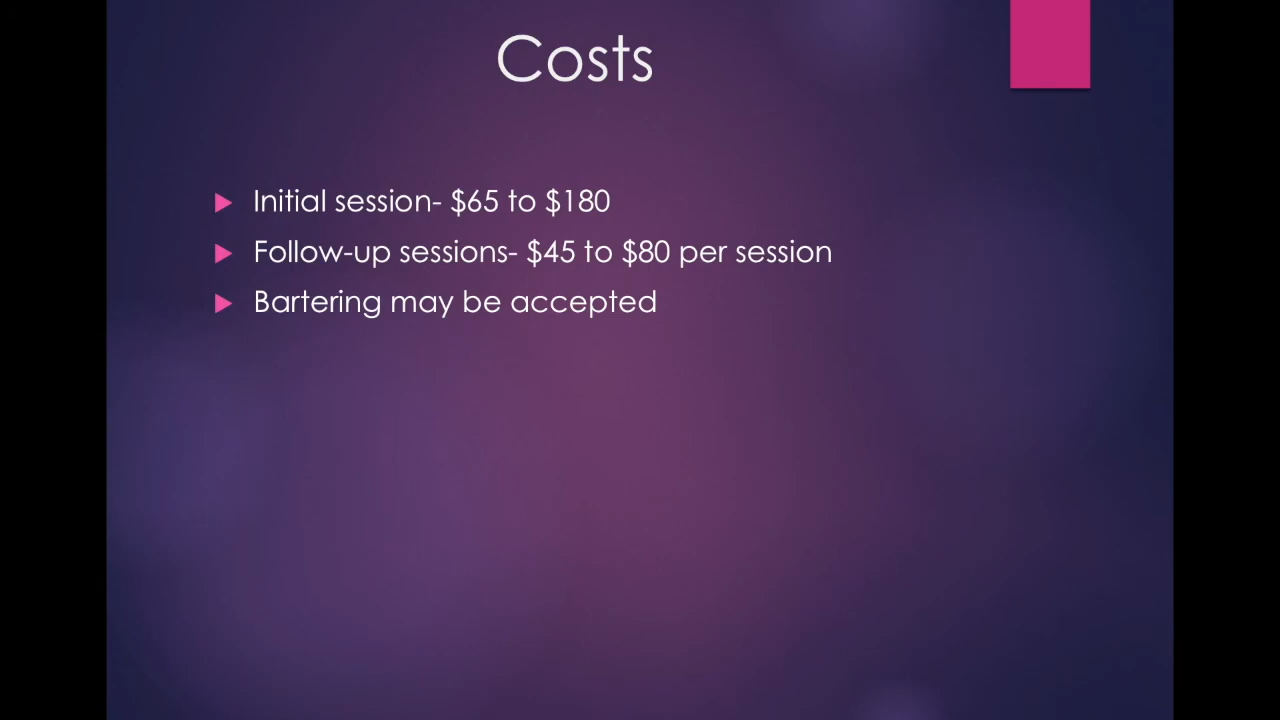 Costs
Initial session- $65 to $180
Follow-up sessions- $45 to $80 per session
Bartering may be accepted